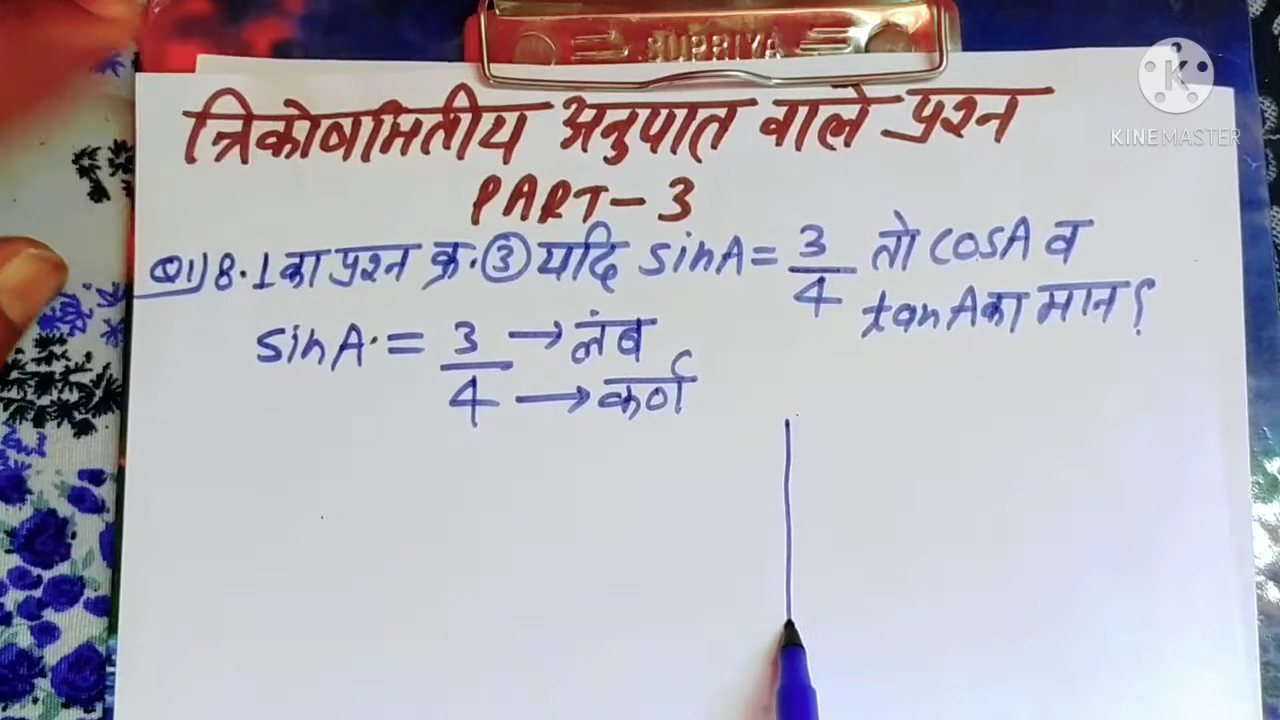 SUPRIYA
K
KINEMASTER
त्रिकोणमितीय अनुपात वाले प्रश्न
PART-3
Q1) 8.1 का प्रश्न क्र. ③ यदि sinA = 3/4 तो cosA व
tanA का मान ?
sinA = 3/4 → लंब
→ कर्ण